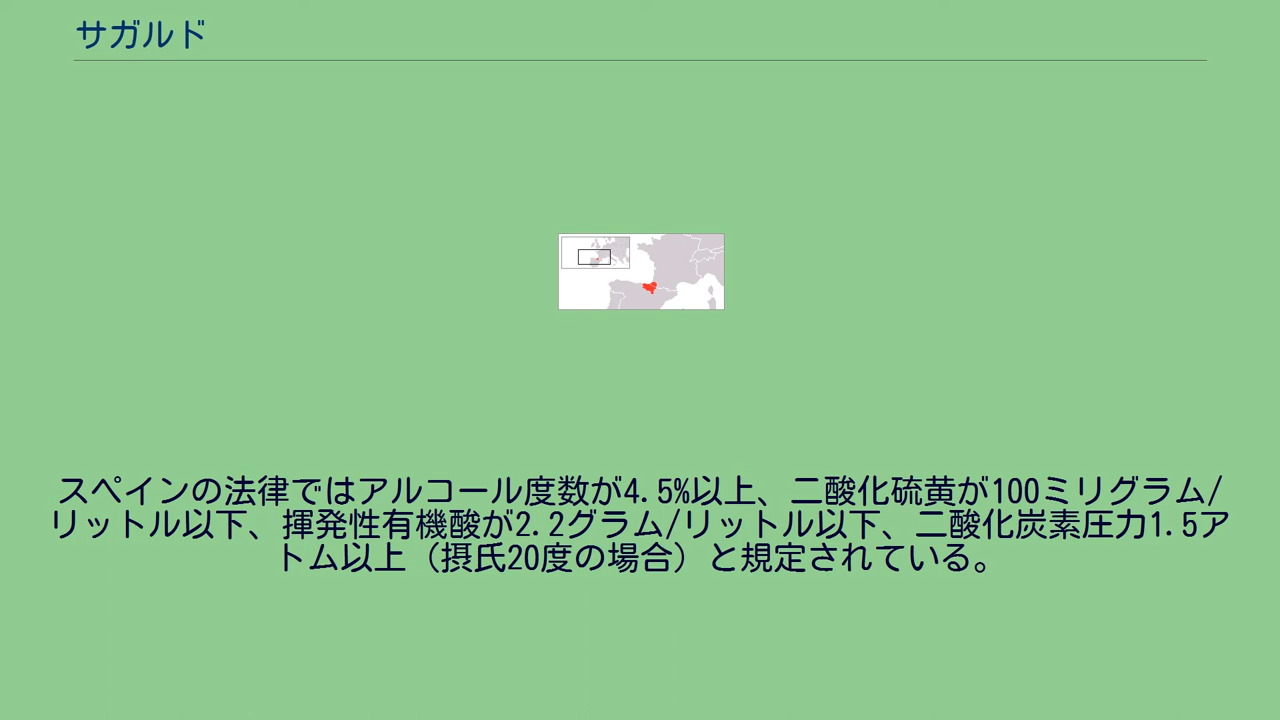 サガルド
スペインの法律ではアルコール度数が4.5%以上、二酸化硫黄が100ミリグラム/
リットル以下、揮発性有機酸が2.2グラム/リットル以下、二酸化炭素圧力1.5ア
トム以上（摂氏20度の場合）と規定されている。